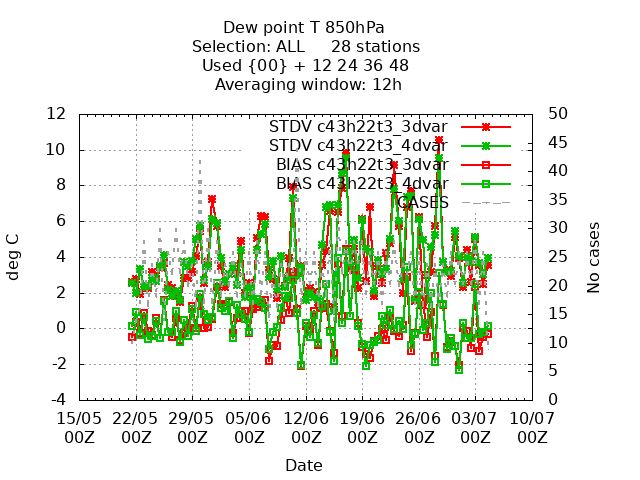 Dew point T 850hPa
Selection: ALL 28 stations
Used {00} + 12 24 36 48
Averaging window: 12h
12 10 8 6 4 2 0 -2 -4
deg C
50 45 40 35 30 25 20 15 10 5 0
No cases
STDV c43h22t3_3dvar
STDV c43h22t3_4dvar
BIAS c43h22t3_3dvar
BIAS c43h22t3_4dvar
CASES
15/05 22/05 29/05 05/06 12/06 19/06 26/06 03/07 10/07
00Z 00Z 00Z 00Z 00Z 00Z 00Z 00Z 00Z
Date